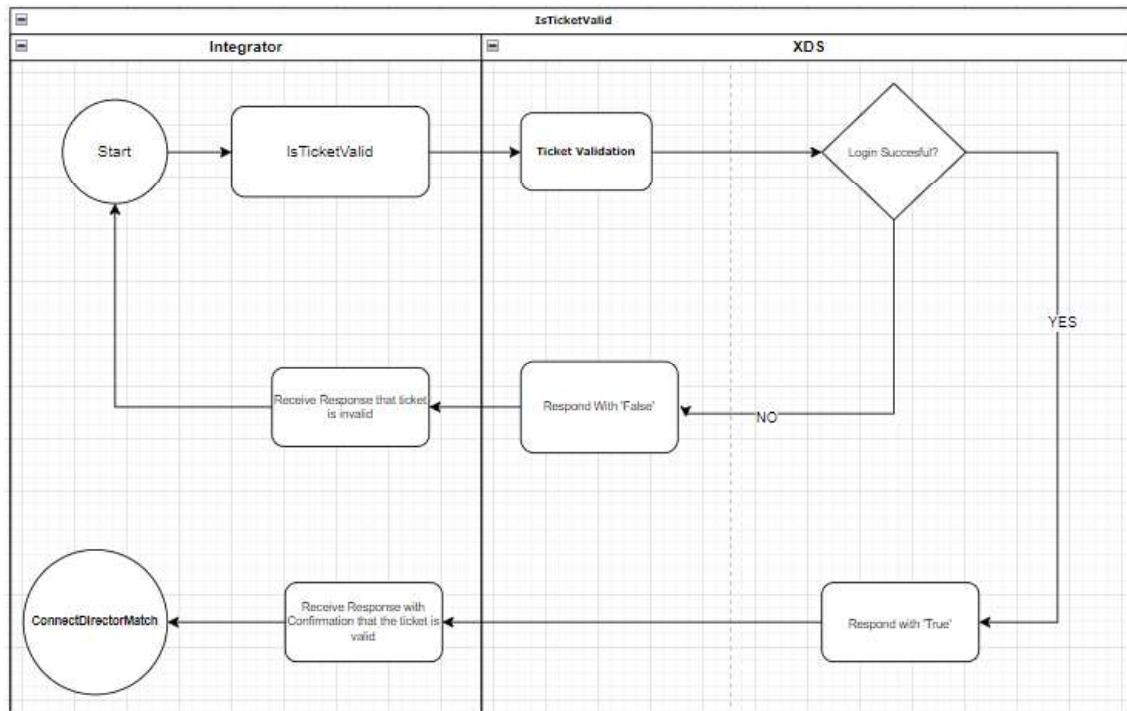 IsTicketValid
Integrator
XDS
Start
IsTicketValid
Ticket Validation
Login Succesful?
YES
Receive Response that ticket
is invalid
Respond With 'False'
NO
ConnectDirectorMatch
Receive Response with
Confirmation that the ticket is
valid
Respond with 'True'